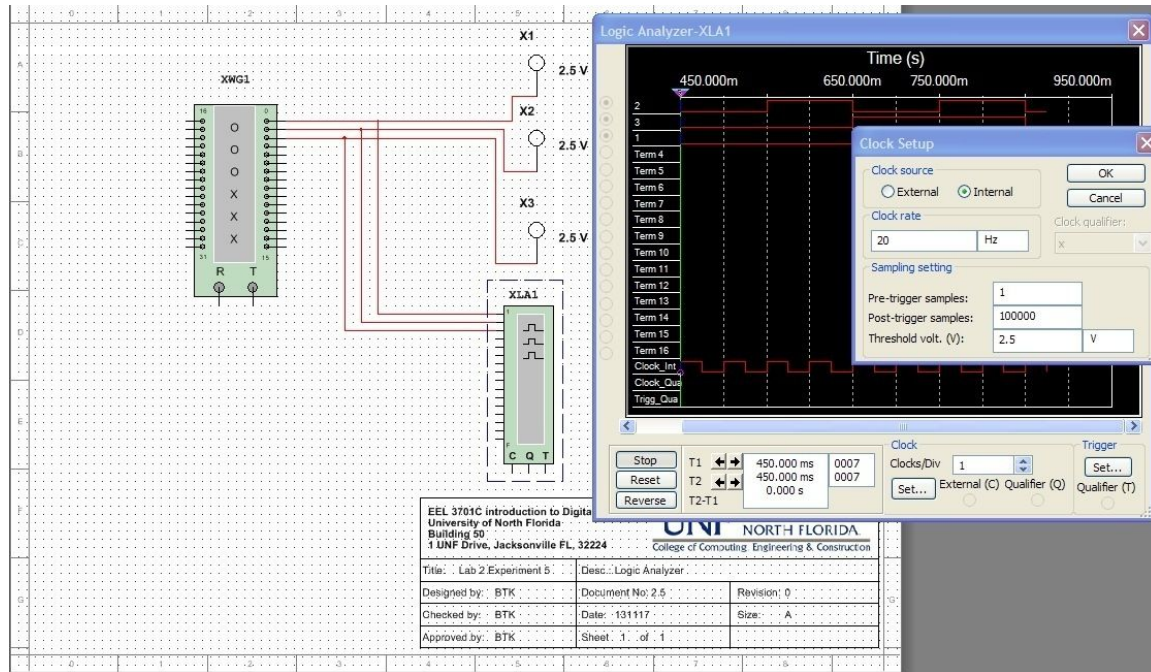 XWG1
16 0
O
O
O
X
X
X
31 15
R T
X1
2.5 V
X2
2.5 V
X3
2.5 V
XLA1
1
F
C Q T
Logic Analyzer-XLA1
Time (s)
450.000m 650.000m 750.000m 950.000m
2
3
1
Term 4
Term 5
Term 6
Term 7
Term 8
Term 9
Term 10
Term 11
Term 12
Term 13
Term 14
Term 15
Term 16
Clock_Int
Clock_Qua
Trigg_Qua
Clock Setup
Clock source
External Internal
OK
Cancel
Clock rate
20 Hz
Clock qualifier:
x
Sampling setting
Pre-trigger samples: 1
Post-trigger samples: 100000
Threshold volt. (V): 2.5 V
Stop
Reset
Reverse
T1 450.000 ms 0007
T2 450.000 ms 0007
T2-T1 0.000 s
Clock
Clocks/Div 1
Set... External (C) Qualifier (Q)
Trigger
Set...
Qualifier (T)
EEL 3701C introduction to Digita
University of North Florida
Building 50
1 UNF Drive, Jacksonville FL, 32224
UNF NORTH FLORIDA
College of Computing, Engineering & Construction
Title: Lab 2 Experiment 5 Desc.: Logic Analyzer
Designed by: BTK Document No: 2.5 Revision: 0
Checked by: BTK Date: 131117 Size: A
Approved by: BTK Sheet 1 of 1